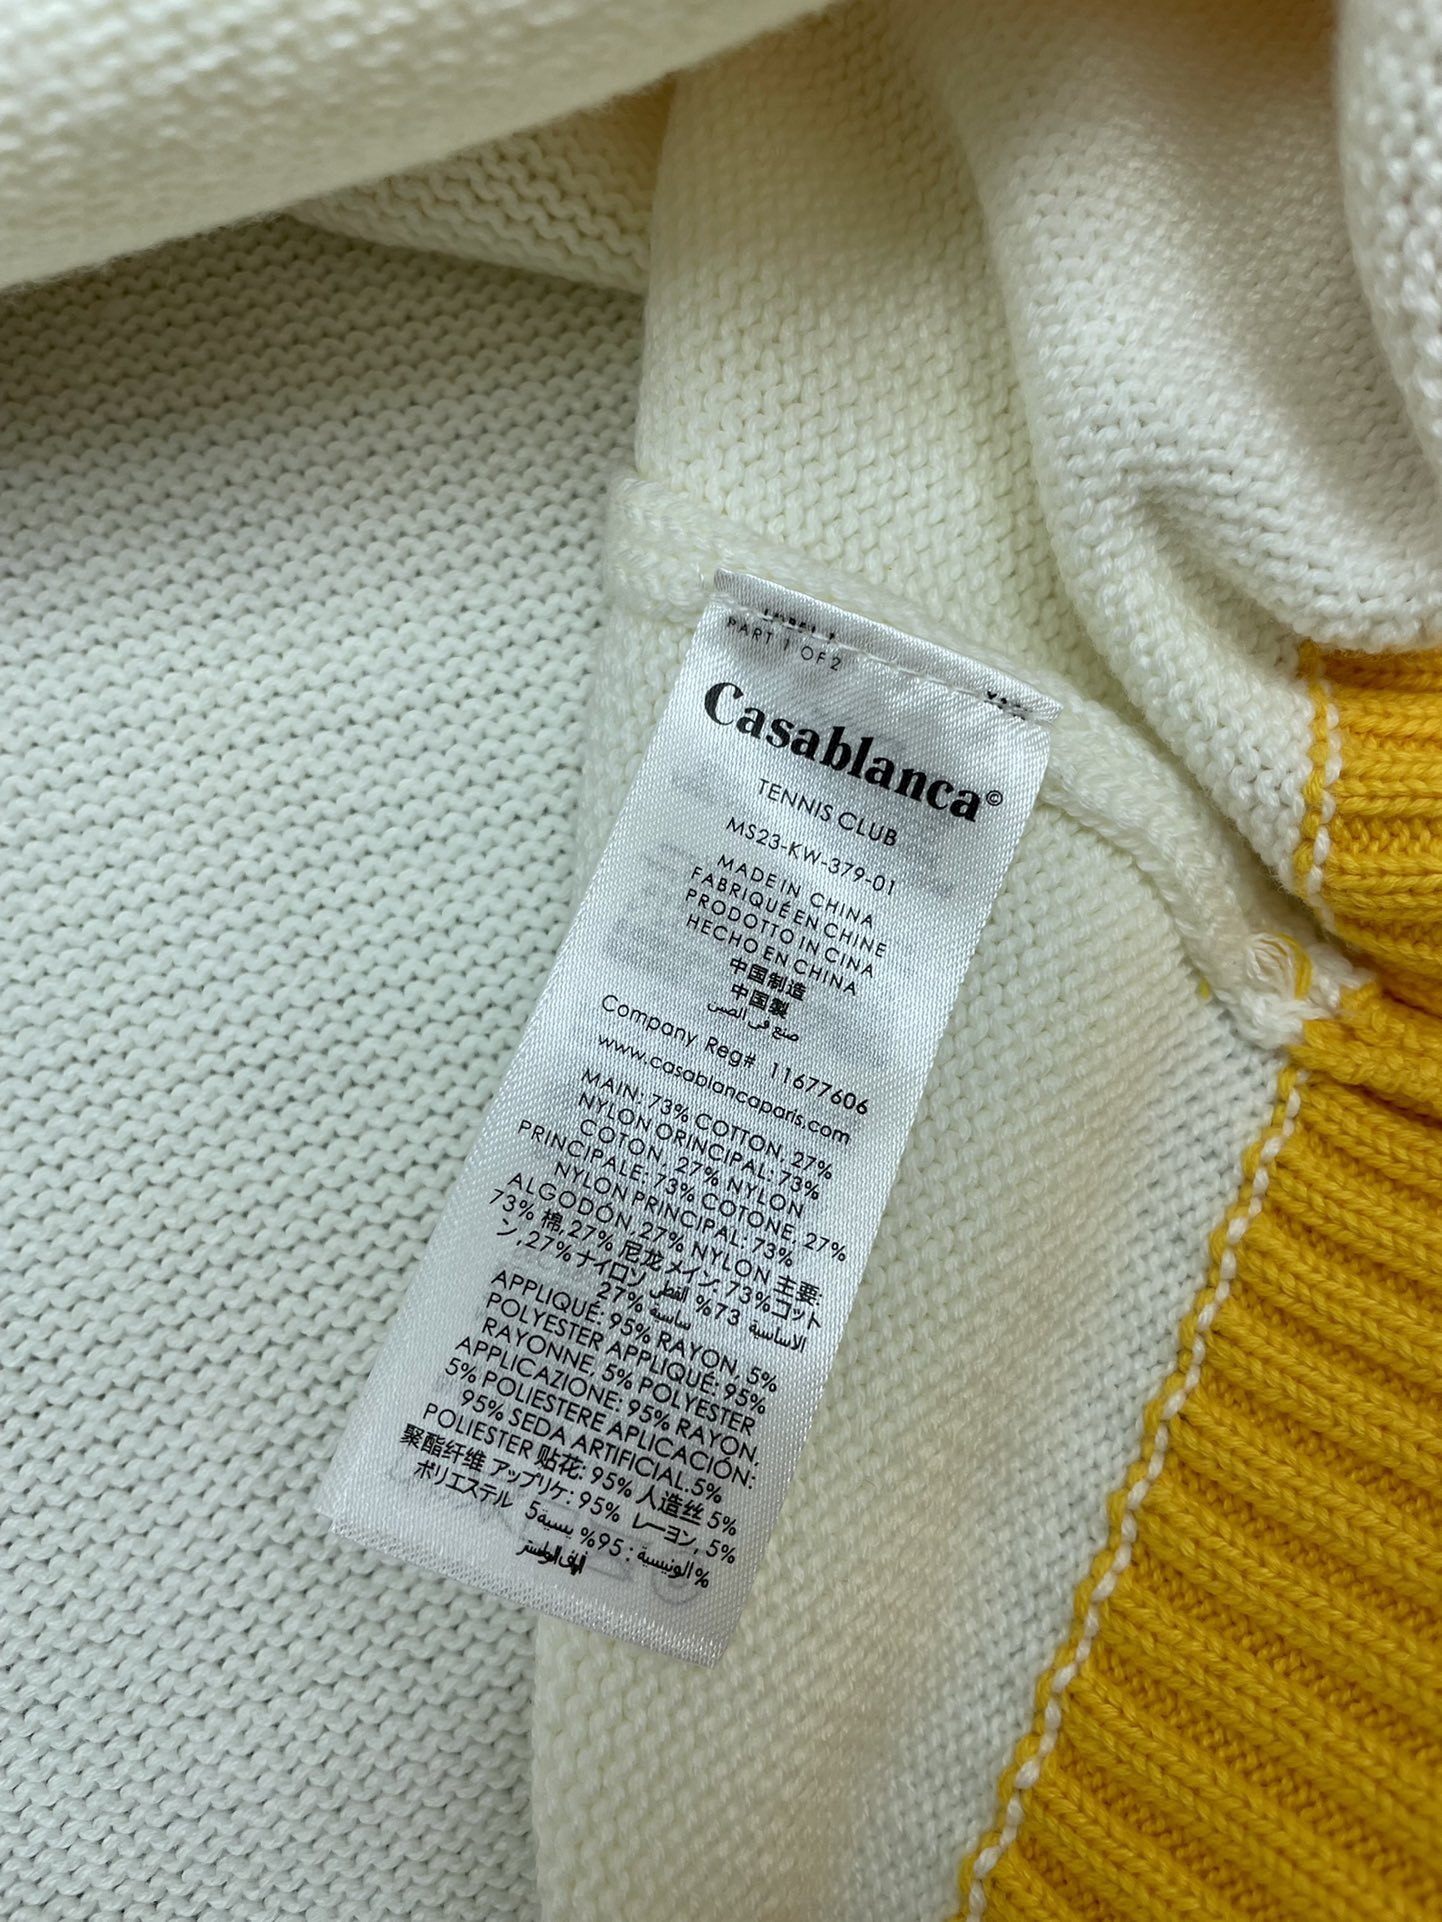 PART 1 OF 2
Casablanca©
TENNIS CLUB
MS23-KW-379-01
MADE IN CHINA
FABRIQUÉ EN CHINE
PRODOTTO IN CINA
HECHO EN CHINA
中国制造
中国製
صنع في الصين
Company Reg# 11677606
www.casablancaparis.com
MAIN: 73% COTTON, 27%
NYLON ORINCIPAL: 73%
COTON, 27% NYLON
PRINCIPALE: 73% COTONE, 27%
NYLON PRINCIPAL: 73%
ALGODÓN, 27% NYLON 主要:
73% 棉,27% 尼龙 メイン: 73%コット
ン,27%ナイロン الاساسية 73% القطن
27% ساسية
APPLIQUÉ: 95% RAYON, 5%
POLYESTER APPLIQUÉ: 95%
RAYONNE, 5% POLYESTER
APPLICAZIONE: 95% RAYON,
5% POLIESTERE APLICACIÓN:
95% SEDA ARTIFICIAL.5%
POLIESTER 贴花: 95% 人造丝 5%
聚酯纤维 アップリケ: 95% レーヨン, 5%
ポリエステル